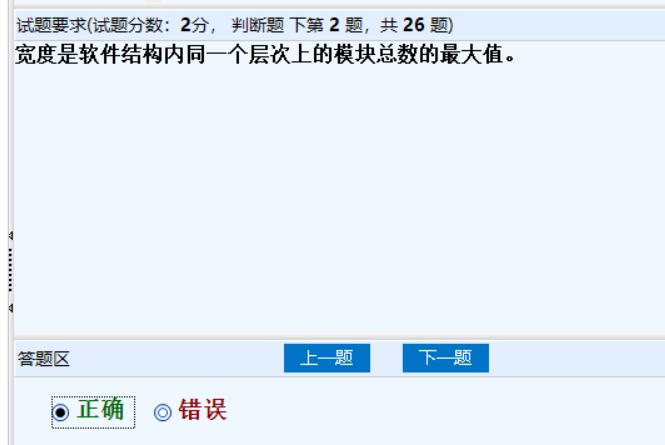 试题要求(试题分数：2分， 判断题 下第 2 题，共 26 题)
宽度是软件结构内同一个层次上的模块总数的最大值。
答题区 上一题 下一题
正确 错误